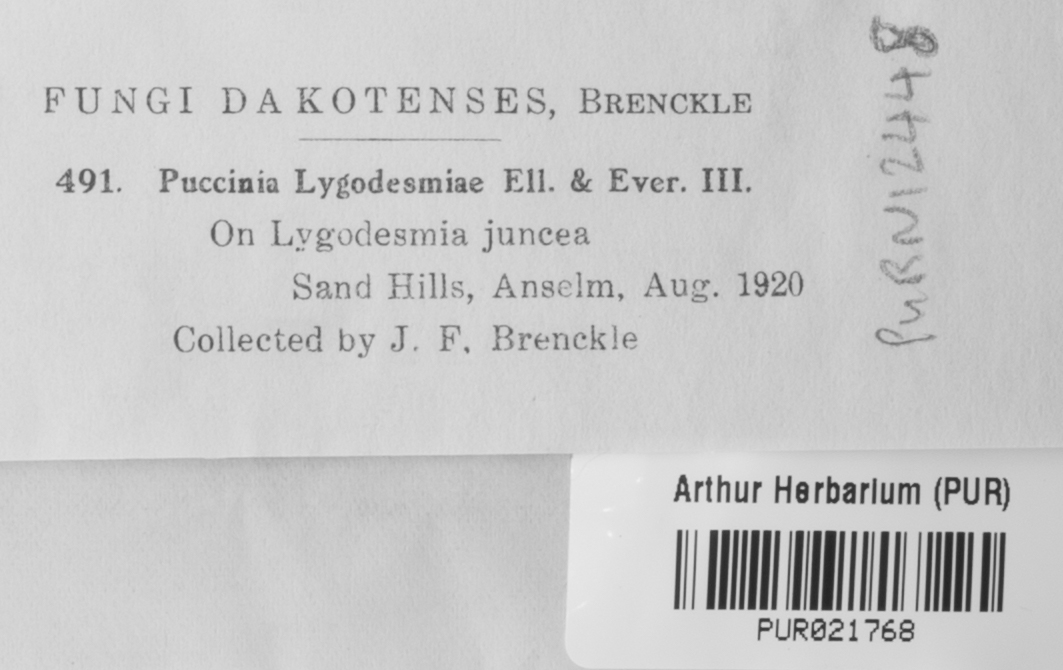 FUNGI DAKOTENSES, BRENCKLE
491. Puccinia Lygodesmiae Ell. & Ever. III.
On Lygodesmia juncea
Sand Hills, Anselm, Aug. 1920
Collected by J. F. Brenckle
PURN12448
Arthur Herbarium (PUR)
PUR021768